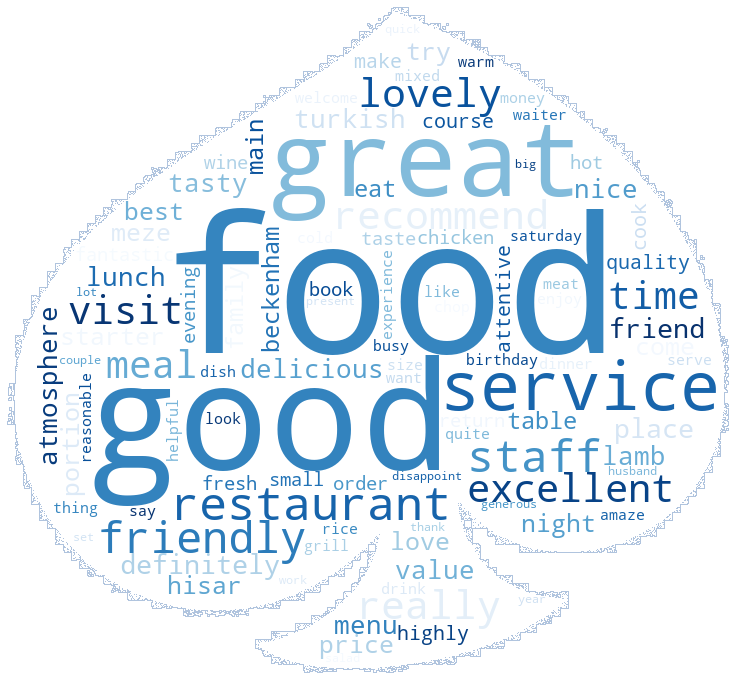 quick
try
make
warm
mixed
lovely
welcome
money
turkish
course
waiter
main
great
wine
big
hot
tasty
eat
nice
best
recommend
meze
cold
taste
chicken
saturday
cook
fantastic
food
beckenham
attentive
quality
lunch
book
like
meat
experience
evening
family
lot
present
enjoy
time
visit
chop
friend
atmosphere
starter
busy
come
couple
meal
delicious
birthday
dinner
serve
dish
size
want
service
good
reasonable
helpful
look
return
table
place
portion
quite
staff
lamb
husband
fresh
small
order
disappoint
excellent
thing
say
restaurant
generous
night
amaze
friendly
rice
thank
set
grill
love
definitely
hisar
work
value
drink
really
year
menu
highly
price